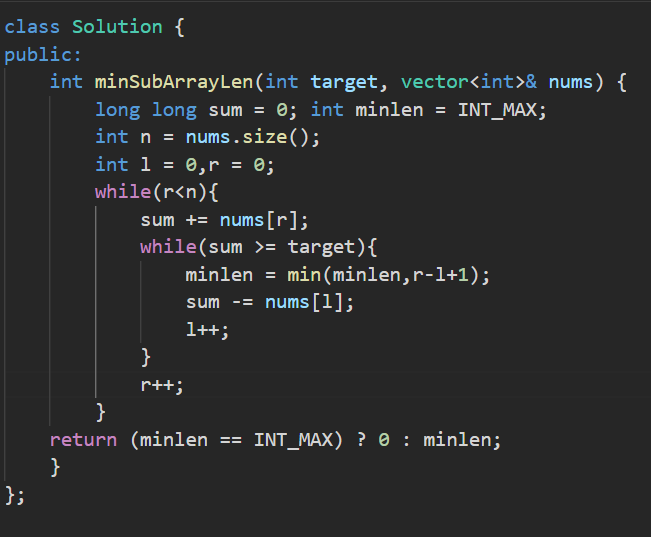 class Solution {
public:
    int minSubArrayLen(int target, vector<int>& nums) {
        long long sum = 0; int minlen = INT_MAX;
        int n = nums.size();
        int l = 0,r = 0;
        while(r<n){
            sum += nums[r];
            while(sum >= target){
                minlen = min(minlen,r-l+1);
                sum -= nums[l];
                l++;
            }
            r++;
        }
    return (minlen == INT_MAX) ? 0 : minlen;
    }
};